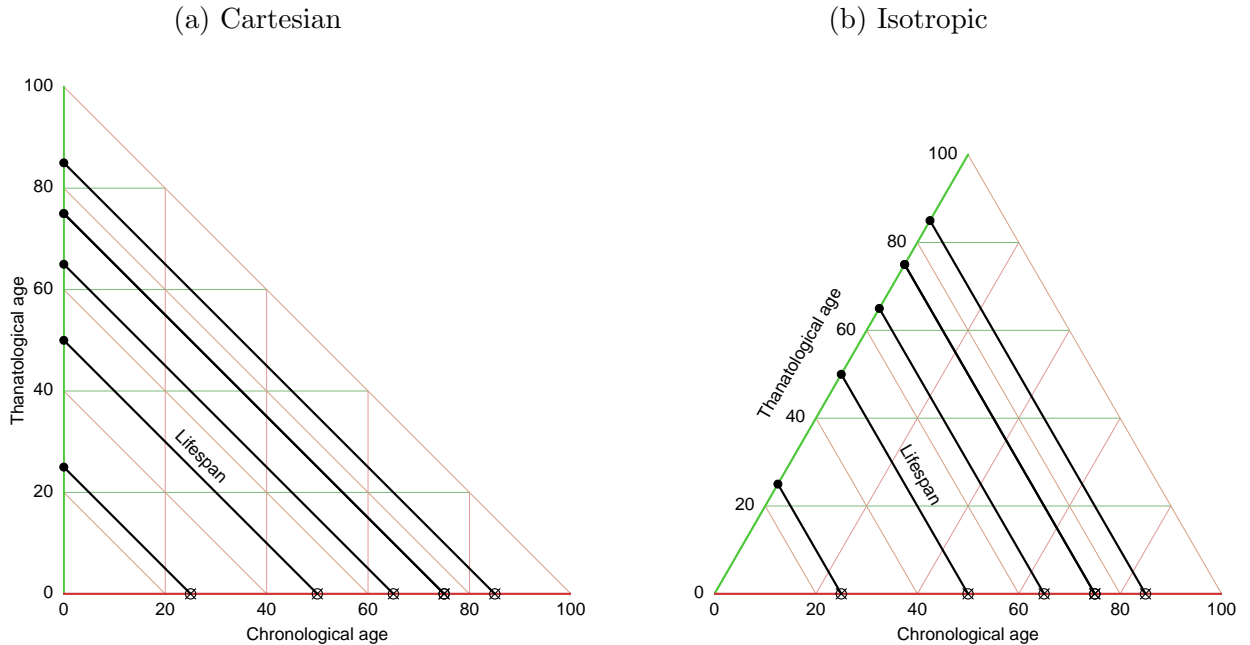 (a) Cartesian
100
80
60
40
20
0
Thanatological age
Lifespan
0 20 40 60 80 100
Chronological age
(b) Isotropic
100
80
60
40
20
0
Thanatological age
Lifespan
0 20 40 60 80 100
Chronological age